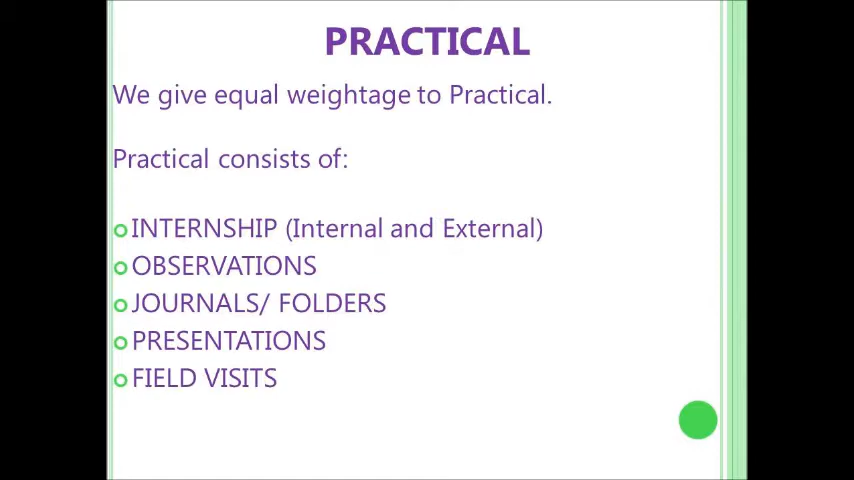 PRACTICAL
We give equal weightage to Practical.
Practical consists of:
INTERNSHIP (Internal and External)
OBSERVATIONS
JOURNALS/ FOLDERS
PRESENTATIONS
FIELD VISITS